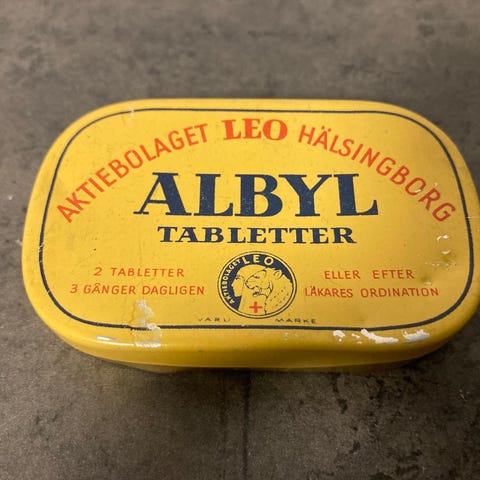 AKTIEBOLAGET LEO HÄLSINGBORG
ALBYL
TABLETTER
2 TABLETTER
3 GÅNGER DAGLIGEN
AKTIEBOLAGET LEO
ELLER EFTER
LÄKARES ORDINATION
VARU MÄRKE